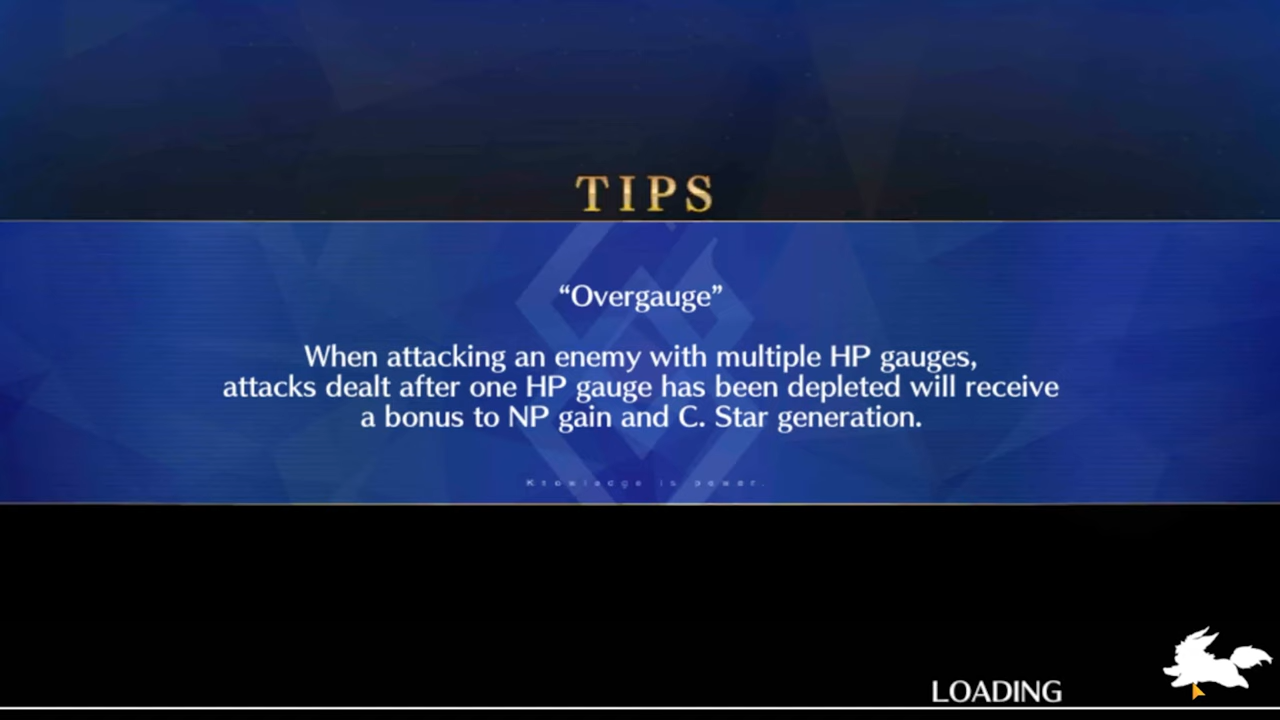 TIPS
“Overgauge”
When attacking an enemy with multiple HP gauges,
attacks dealt after one HP gauge has been depleted will receive
a bonus to NP gain and C. Star generation.
Knowledge is power.
LOADING